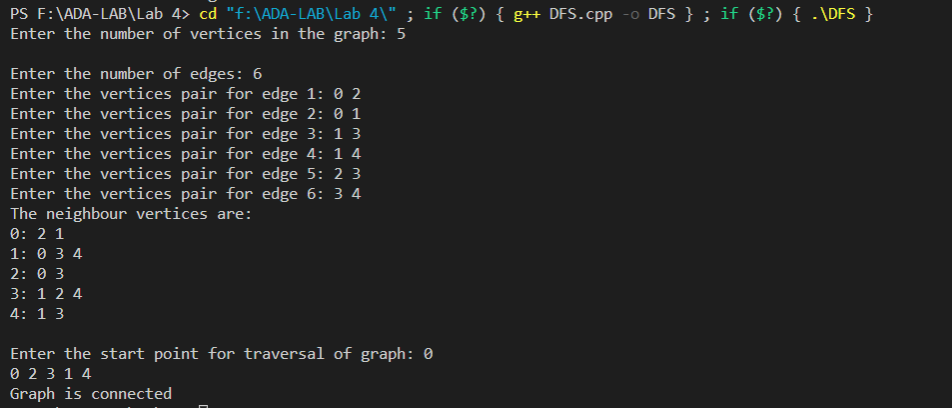 PS F:\ADA-LAB\Lab 4> cd "f:\ADA-LAB\Lab 4\" ; if ($?) { g++ DFS.cpp -o DFS } ; if ($?) { .\DFS }
Enter the number of vertices in the graph: 5
Enter the number of edges: 6
Enter the vertices pair for edge 1: 0 2
Enter the vertices pair for edge 2: 0 1
Enter the vertices pair for edge 3: 1 3
Enter the vertices pair for edge 4: 1 4
Enter the vertices pair for edge 5: 2 3
Enter the vertices pair for edge 6: 3 4
The neighbour vertices are:
0: 2 1
1: 0 3 4
2: 0 3
3: 1 2 4
4: 1 3
Enter the start point for traversal of graph: 0
0 2 3 1 4
Graph is connected